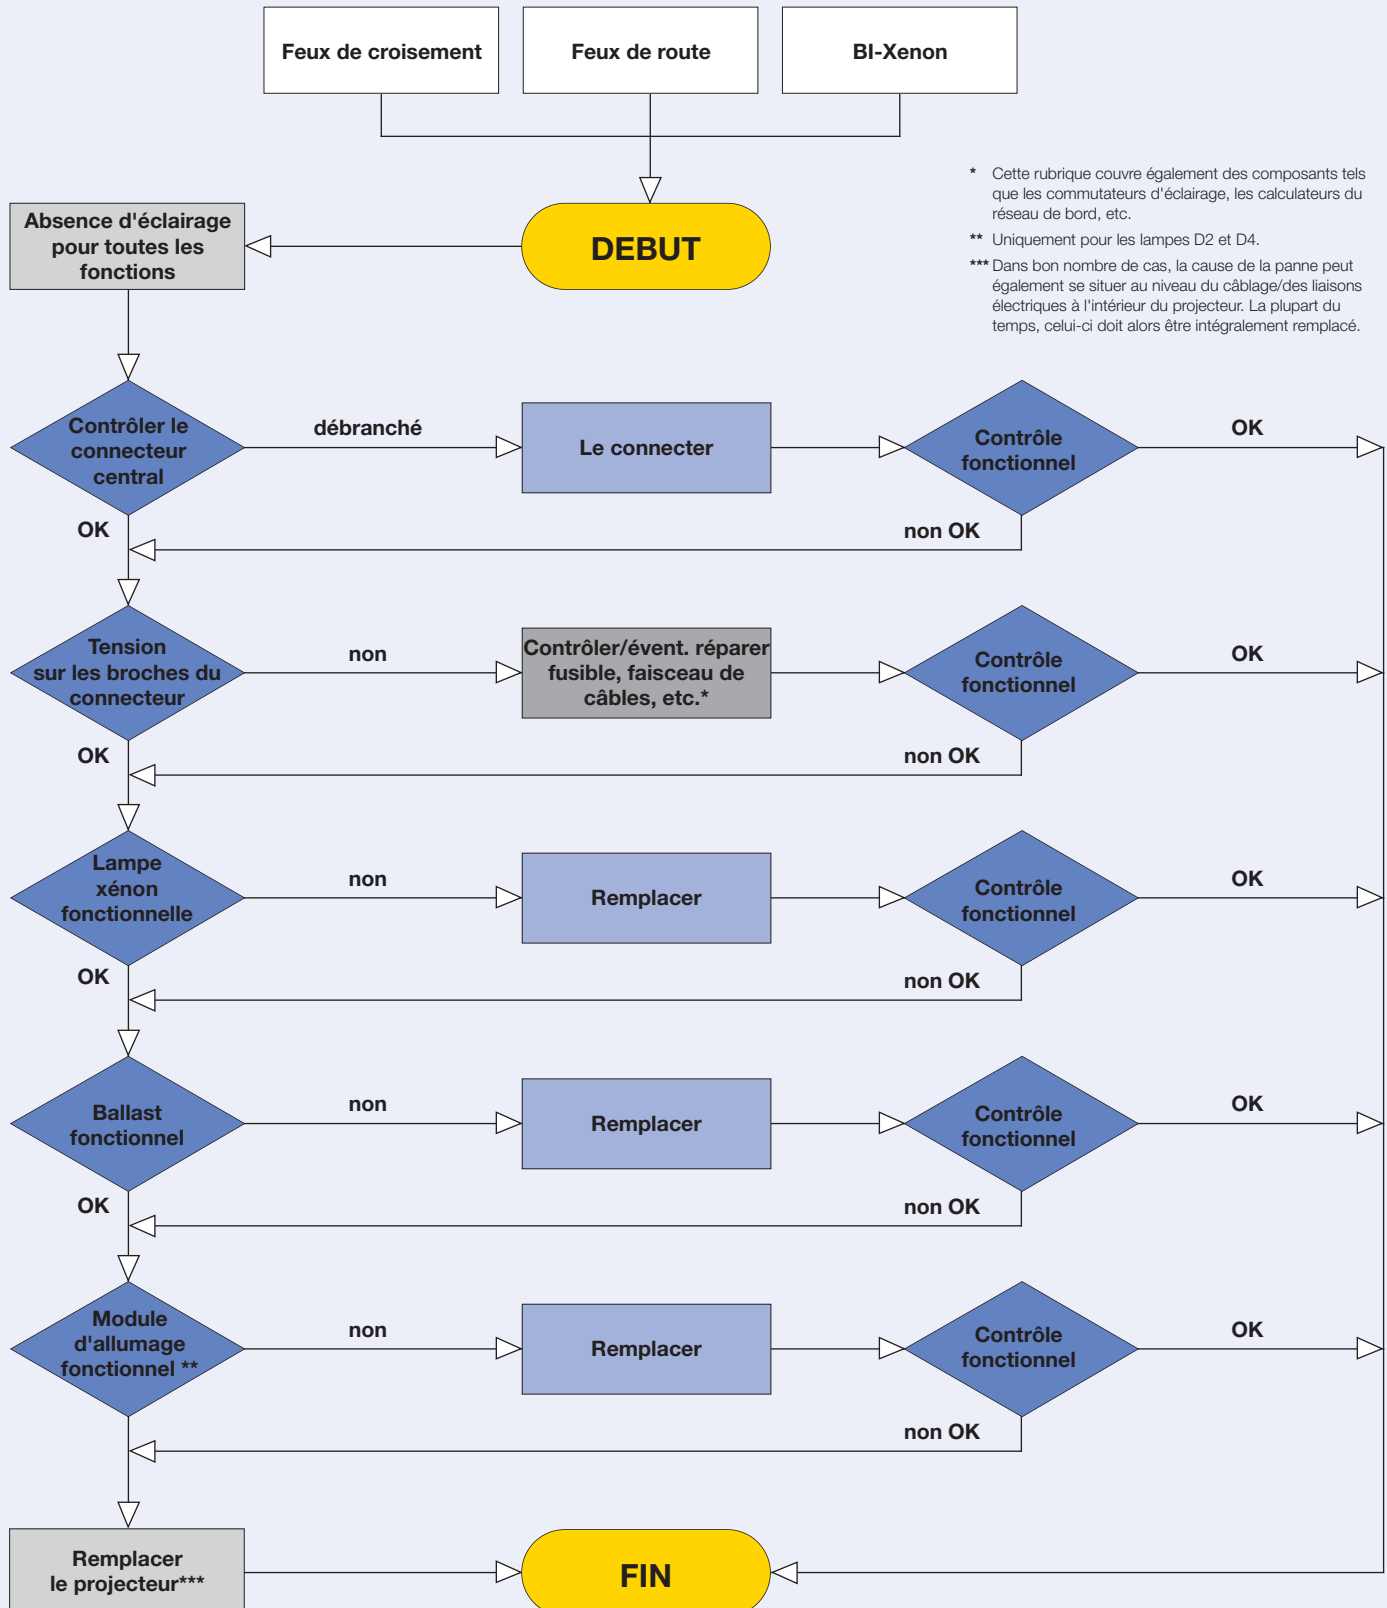 Feux de croisement
Feux de route
BI-Xenon
* Cette rubrique couvre également des composants tels
que les commutateurs d'éclairage, les calculateurs du
réseau de bord, etc.
** Uniquement pour les lampes D2 et D4.
*** Dans bon nombre de cas, la cause de la panne peut
également se situer au niveau du câblage/des liaisons
électriques à l'intérieur du projecteur. La plupart du
temps, celui-ci doit alors être intégralement remplacé.
Absence d'éclairage
pour toutes les
fonctions
DEBUT
Contrôler le
connecteur
central
débranché
Le connecter
Contrôle
fonctionnel
OK
OK
non OK
Tension
sur les broches du
connecteur
non
Contrôler/évent. réparer
fusible, faisceau de
câbles, etc.*
Contrôle
fonctionnel
OK
OK
non OK
Lampe
xénon
fonctionnelle
non
Remplacer
Contrôle
fonctionnel
OK
OK
non OK
Ballast
fonctionnel
non
Remplacer
Contrôle
fonctionnel
OK
OK
non OK
Module
d'allumage
fonctionnel **
non
Remplacer
Contrôle
fonctionnel
OK
non OK
Remplacer
le projecteur***
FIN